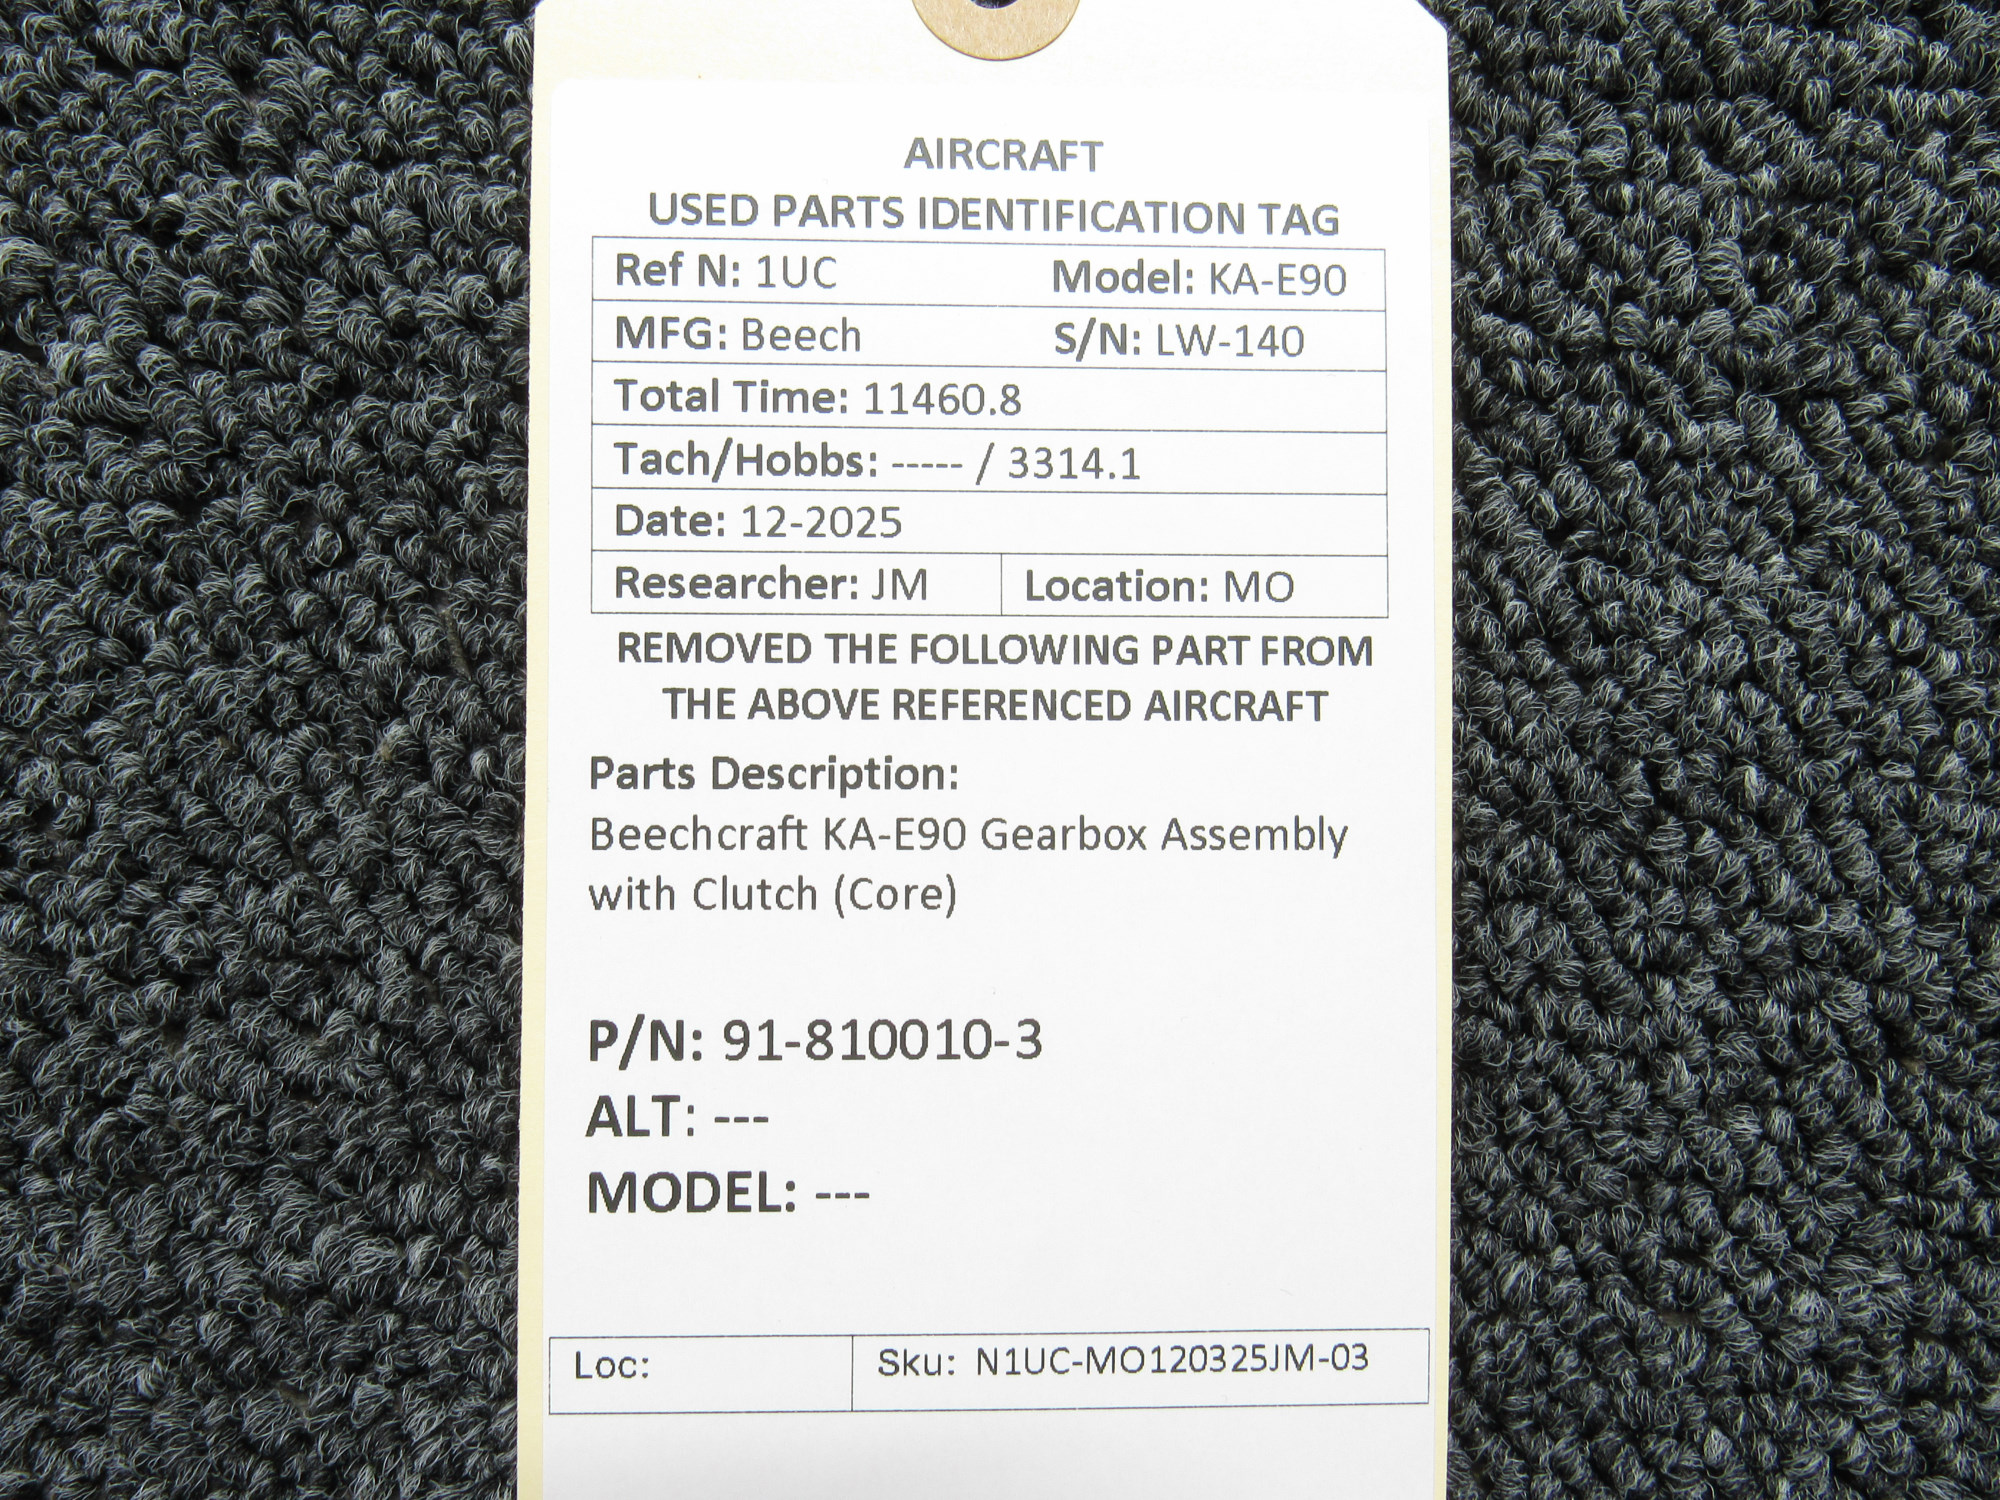 AIRCRAFT
USED PARTS IDENTIFICATION TAG
Ref N: 1UC Model: KA-E90
MFG: Beech S/N: LW-140
Total Time: 11460.8
Tach/Hobbs: ----- / 3314.1
Date: 12-2025
Researcher: JM Location: MO
REMOVED THE FOLLOWING PART FROM
THE ABOVE REFERENCED AIRCRAFT
Parts Description:
Beechcraft KA-E90 Gearbox Assembly
with Clutch (Core)
P/N: 91-810010-3
ALT: ---
MODEL: ---
Loc: Sku: N1UC-MO120325JM-03